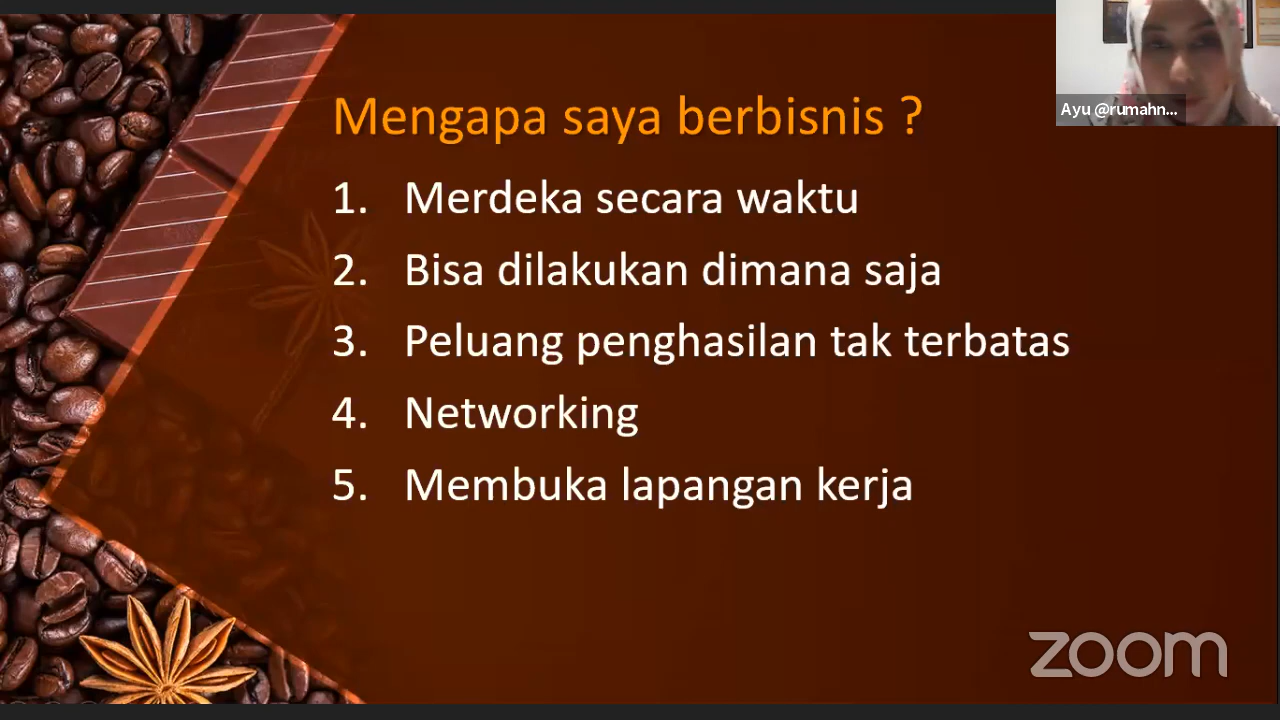 Ayu @rumahn...
Mengapa saya berbisnis ?
1. Merdeka secara waktu
2. Bisa dilakukan dimana saja
3. Peluang penghasilan tak terbatas
4. Networking
5. Membuka lapangan kerja
zoom